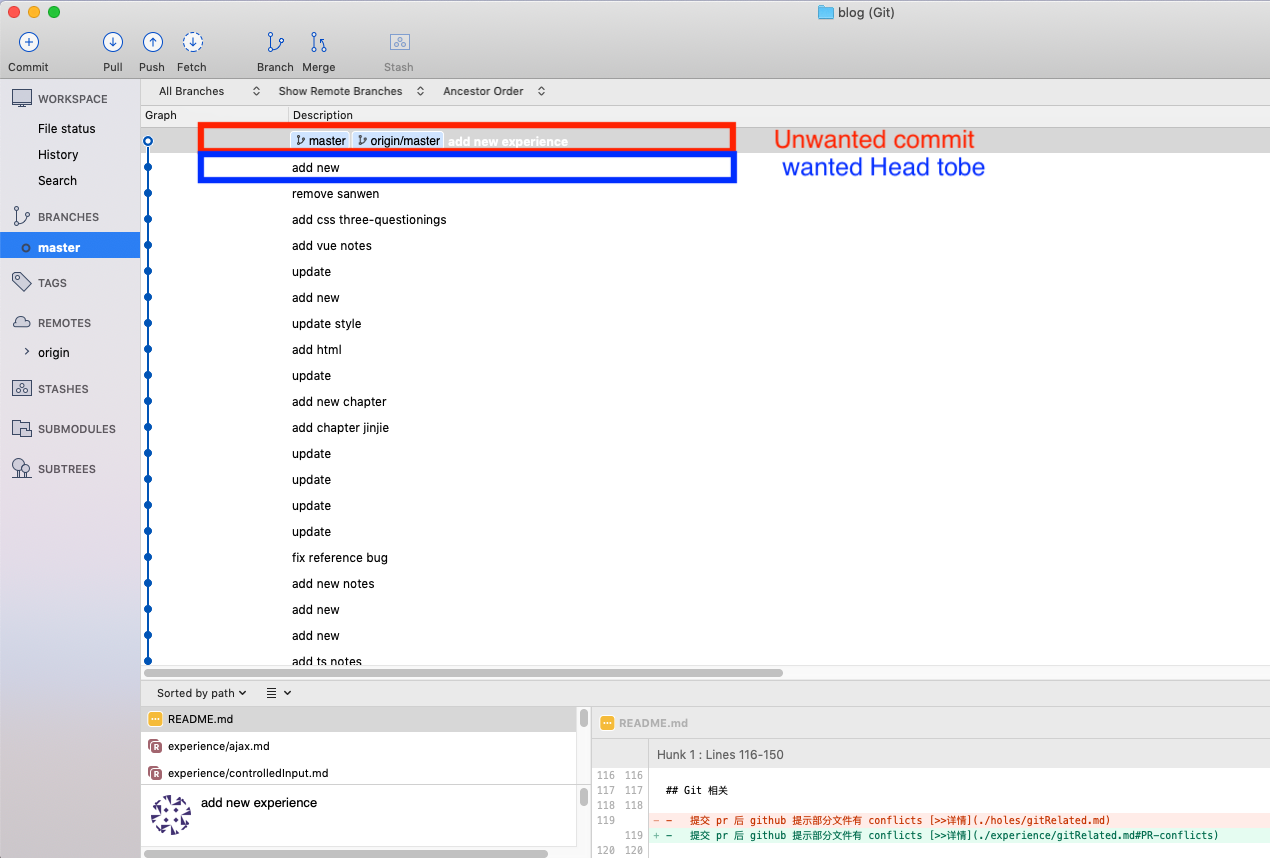 blog (Git)
Commit Pull Push Fetch Branch Merge Stash
WORKSPACE
File status
History
Search
BRANCHES
master
TAGS
REMOTES
origin
STASHES
SUBMODULES
SUBTREES
All Branches Show Remote Branches Ancestor Order
Graph Description
master origin/master add new experience Unwanted commit
add new wanted Head tobe
remove sanwen
add css three-questionings
add vue notes
update
add new
update style
add html
update
add new chapter
add chapter jinjie
update
update
update
update
fix reference bug
add new notes
add new
add new
add ts notes
Sorted by path
README.md
R experience/ajax.md
R experience/controlledInput.md
add new experience
README.md
Hunk 1 : Lines 116-150
116 116
117 117 ## Git 相关
118 118
119 - - 提交 pr 后 github 提示部分文件有 conflicts [>>详情](./holes/gitRelated.md)
119 + - 提交 pr 后 github 提示部分文件有 conflicts [>>详情](./experience/gitRelated.md#PR-conflicts)
120 120